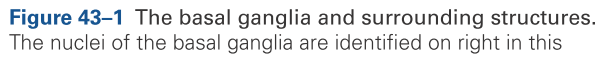 Figure 43–1 The basal ganglia and surrounding structures.
The nuclei of the basal ganglia are identified on right in this